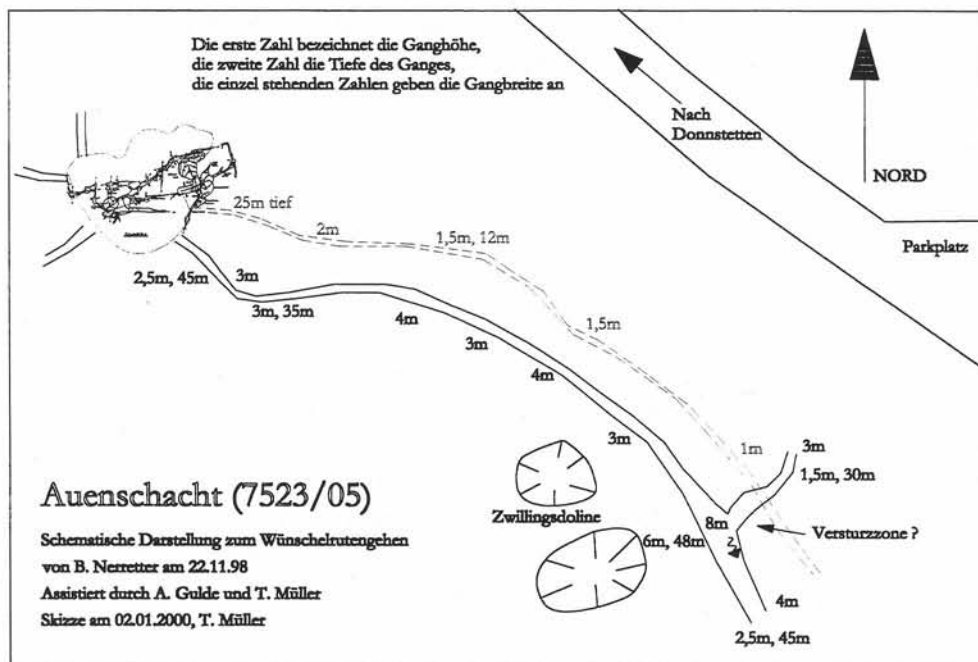 Die erste Zahl bezeichnet die Ganghöhe,
die zweite Zahl die Tiefe des Ganges,
die einzel stehenden Zahlen geben die Gangbreite an
Nach
Donnstetten
NORD
Parkplatz
25m tief
2m
1,5m, 12m
2,5m, 45m
3m
3m, 35m
4m
3m
1,5m
4m
3m
1m
3m
1,5m, 30m
Zwillingsdoline
8m
Versturzzone ?
6m, 48m
4m
2,5m, 45m
Auenschacht (7523/05)
Schematische Darstellung zum Wünschelrutengehen
von B. Nerretter am 22.11.98
Assistiert durch A. Gulde und T. Müller
Skizze am 02.01.2000, T. Müller